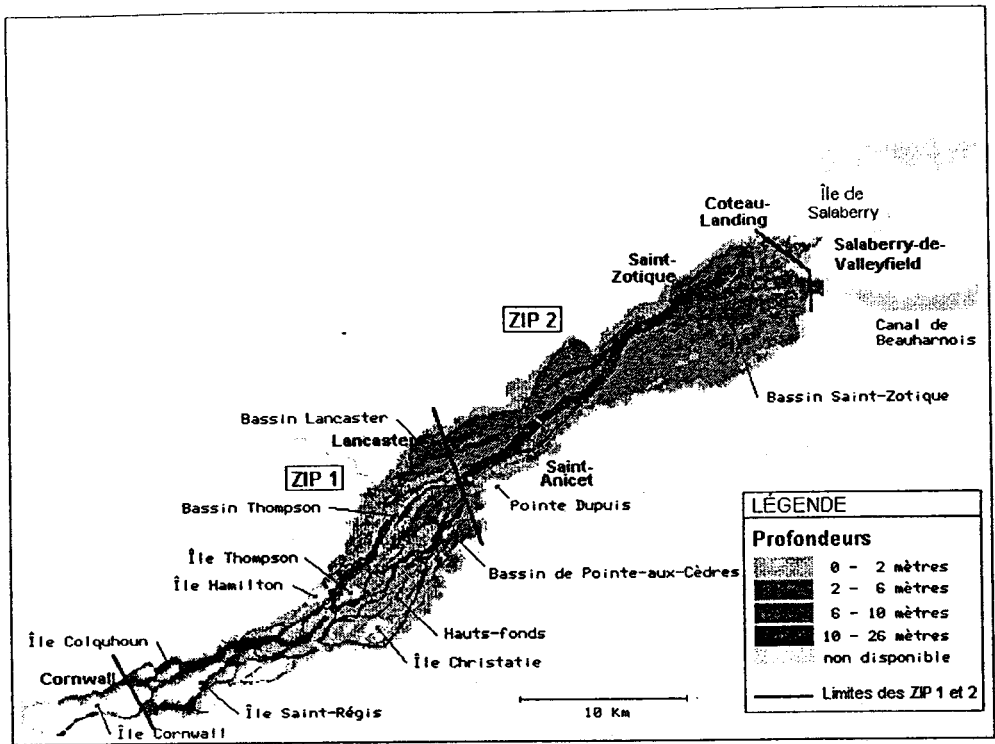 Île de
Salaberry
Coteau-
Landing
Salaberry-de-
Valleyfield
Saint-
Zotique
ZIP 2
Canal de
Beauharnois
Bassin Saint-Zotique
Bassin Lancaster
Lancaster
Saint-
Anicet
ZIP 1
Pointe Dupuis
Bassin Thompson
Île Thompson
Bassin de Pointe-aux-Cèdres
Île Hamilton
Hauts-fonds
Île Colquhoun
Île Christatie
Cornwall
Île Saint-Régis
Île Cornwall
10 Km
LÉGENDE
Profondeurs
0 - 2 mètres
2 - 6 mètres
6 - 10 mètres
10 - 26 mètres
non disponible
Limites des ZIP 1 et 2